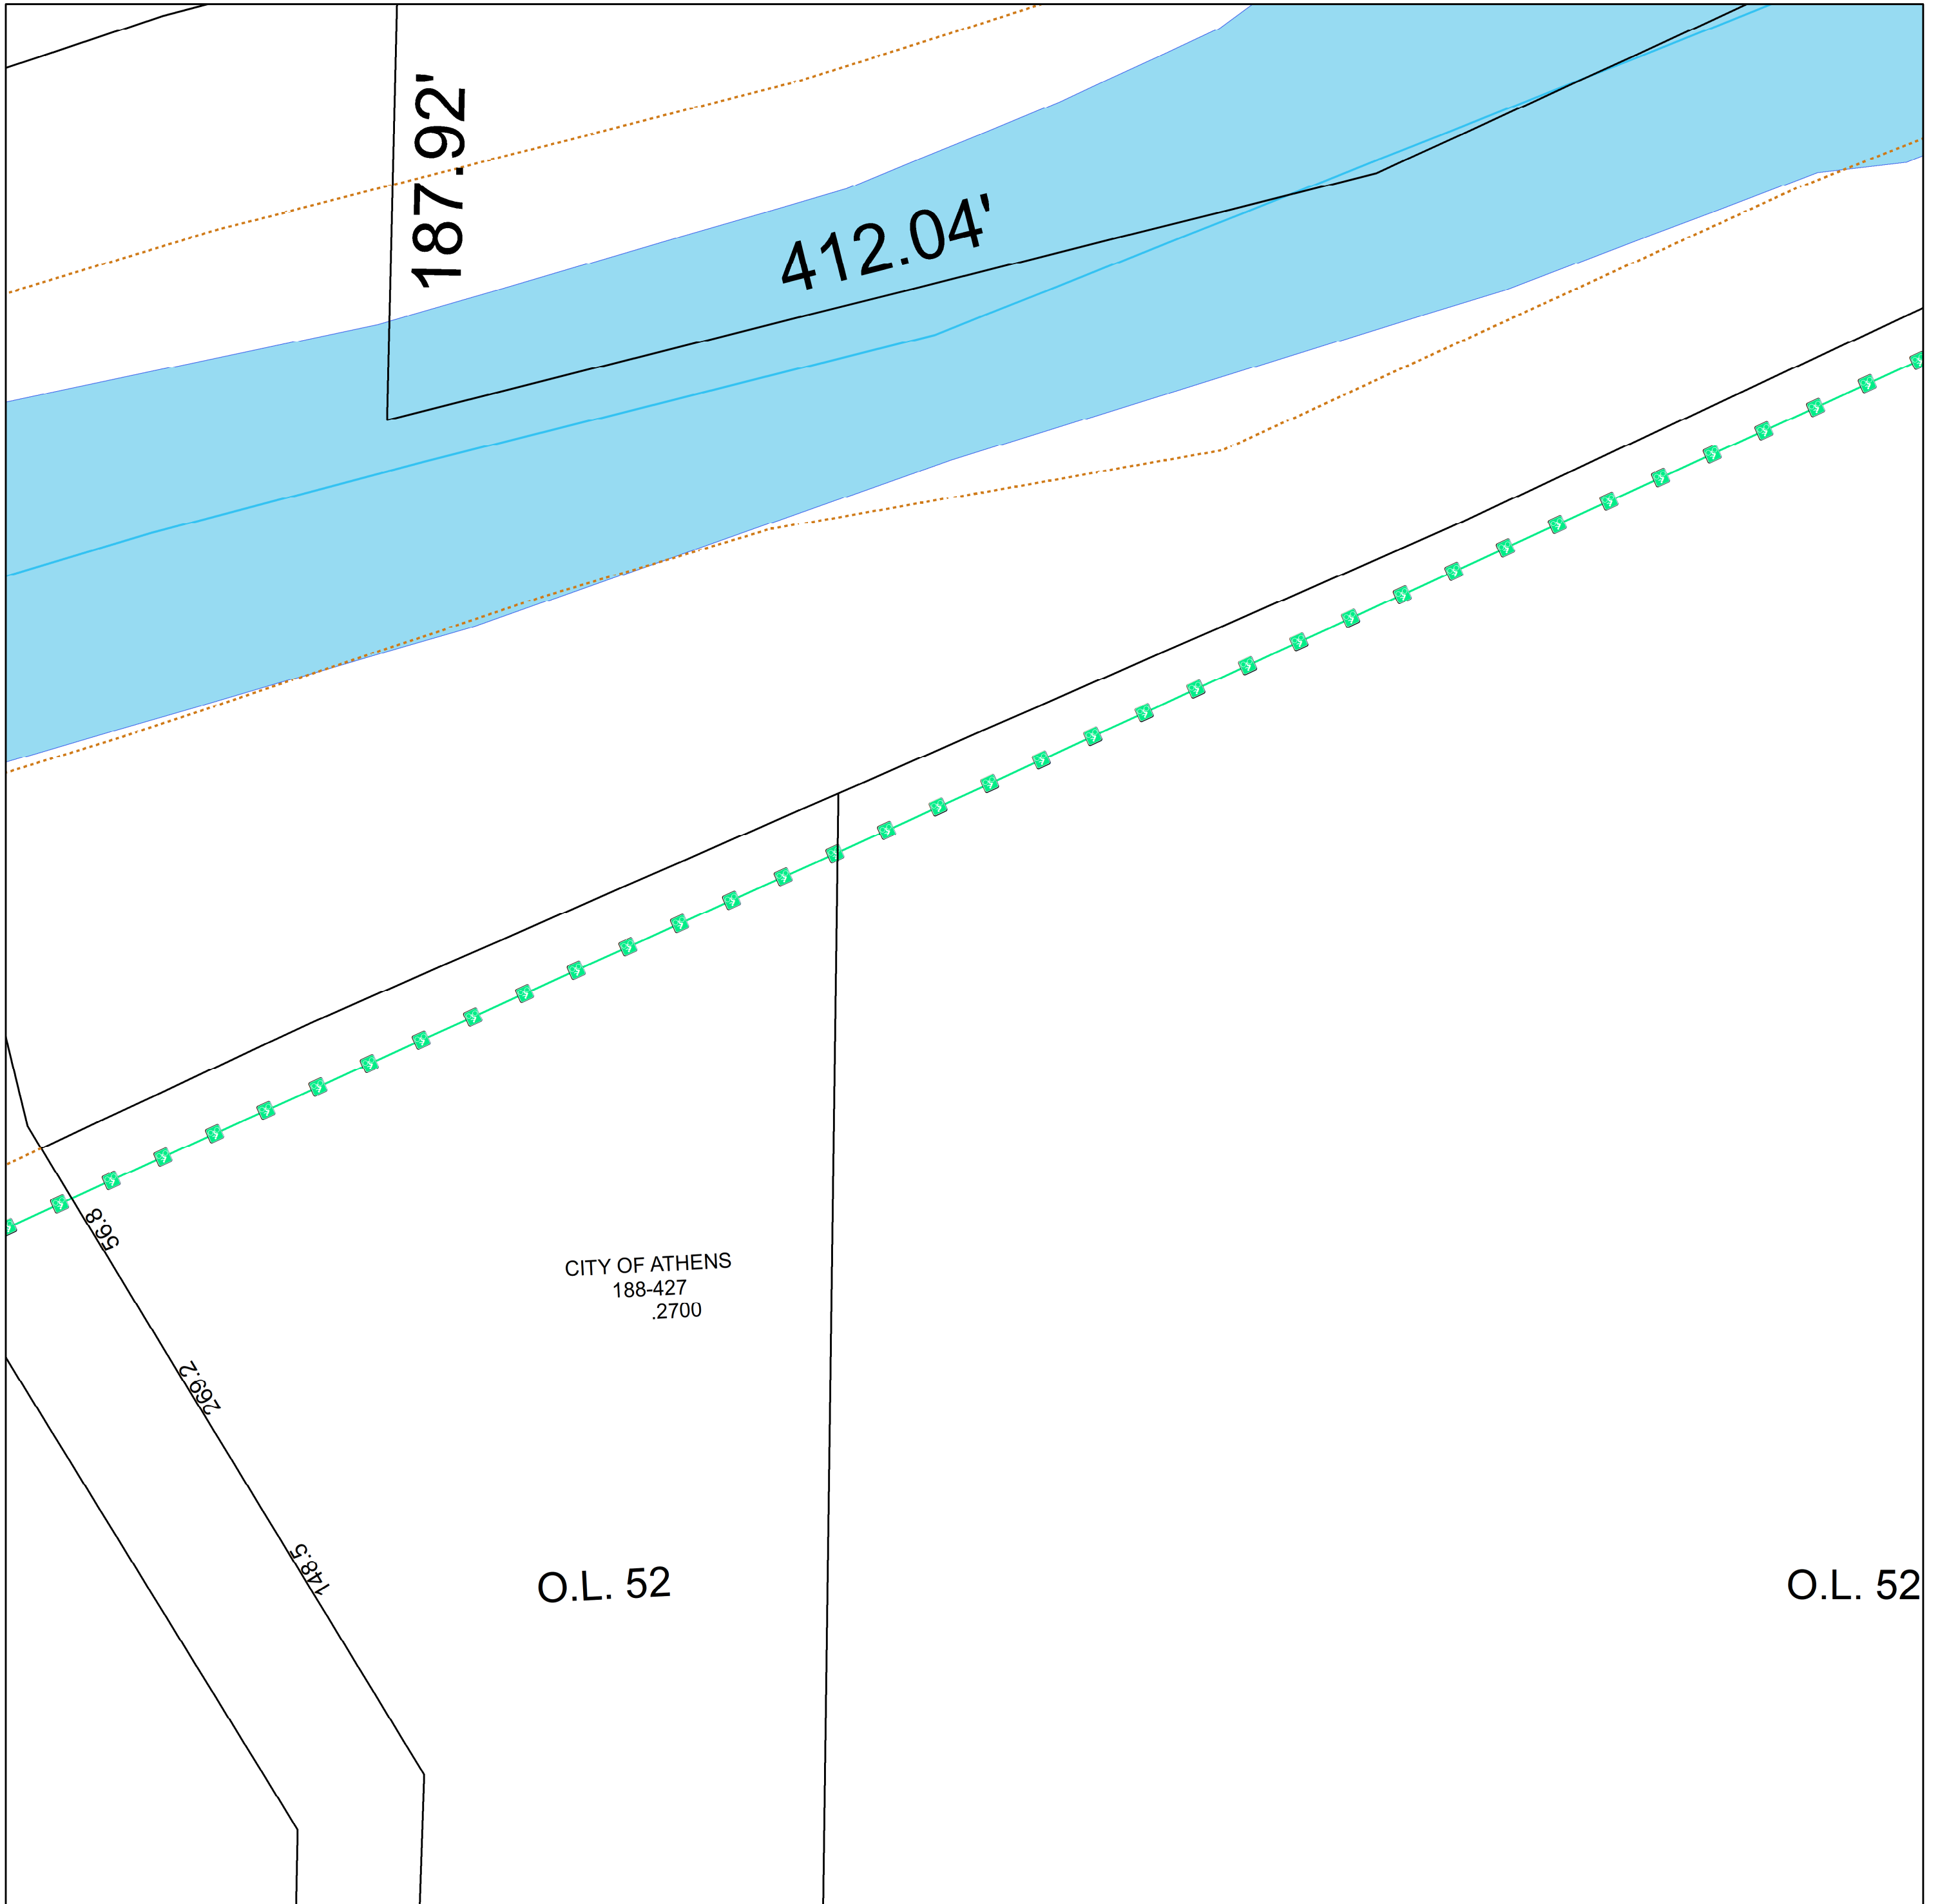 187.92'
412.04'
56.8
CITY OF ATHENS
188-427
.2700
269.2
148.5
O.L. 52
O.L. 52